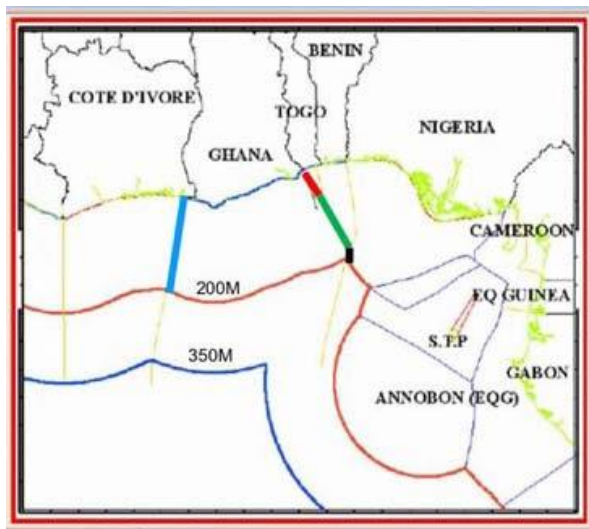 BENIN
COTE D'IVORE
TOGO
NIGERIA
GHANA
CAMEROON
200M
EQ GUINEA
S.T.P
350M
GABON
ANNOBON (EQG)